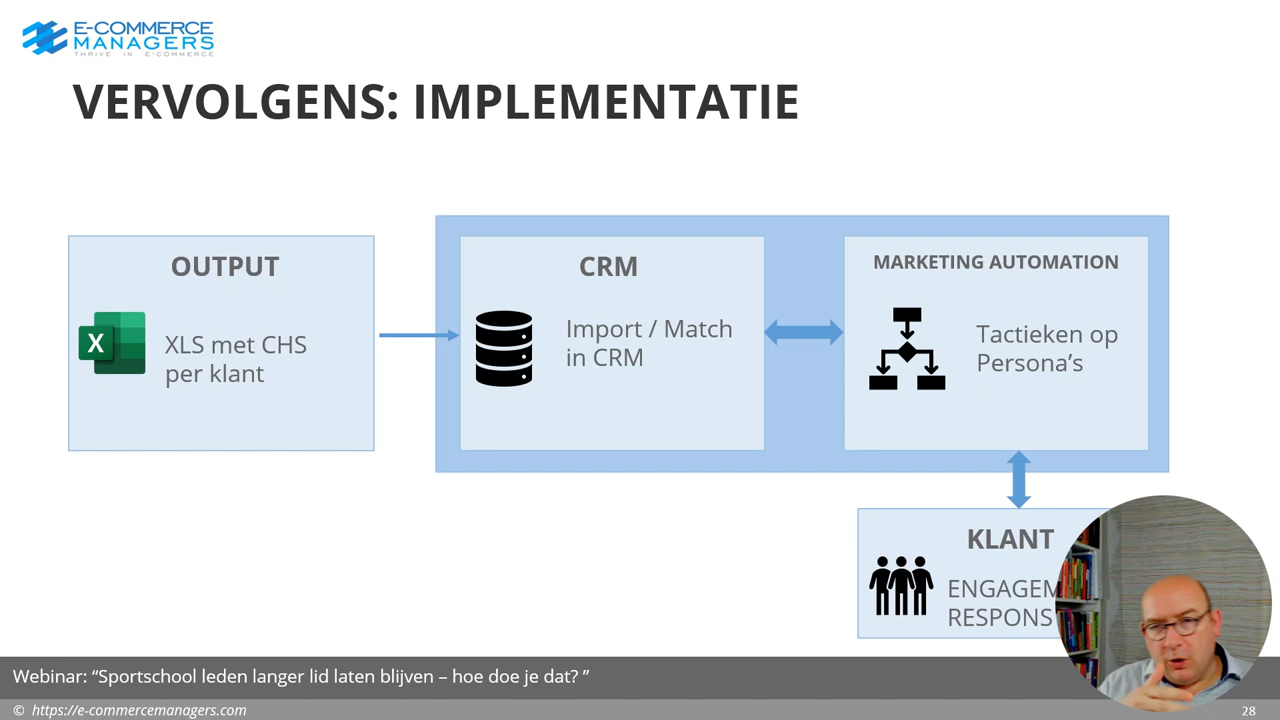 E-COMMERCE
MANAGERS
THRIVE IN E-COMMERCE
VERVOLGENS: IMPLEMENTATIE
OUTPUT
XLS met CHS
per klant
X
CRM
Import / Match
in CRM
MARKETING AUTOMATION
Tactieken op
Persona’s
KLANT
RESPONS
Webinar: “Sportschool leden langer lid laten blijven – hoe doe je dat? ”
© https://e-commercemanagers.com
28